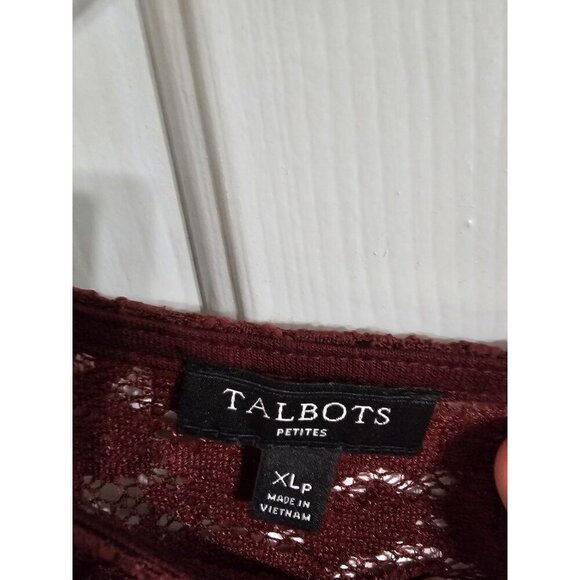 TALBOTS
PETITES
XLP
MADE IN
VIETNAM